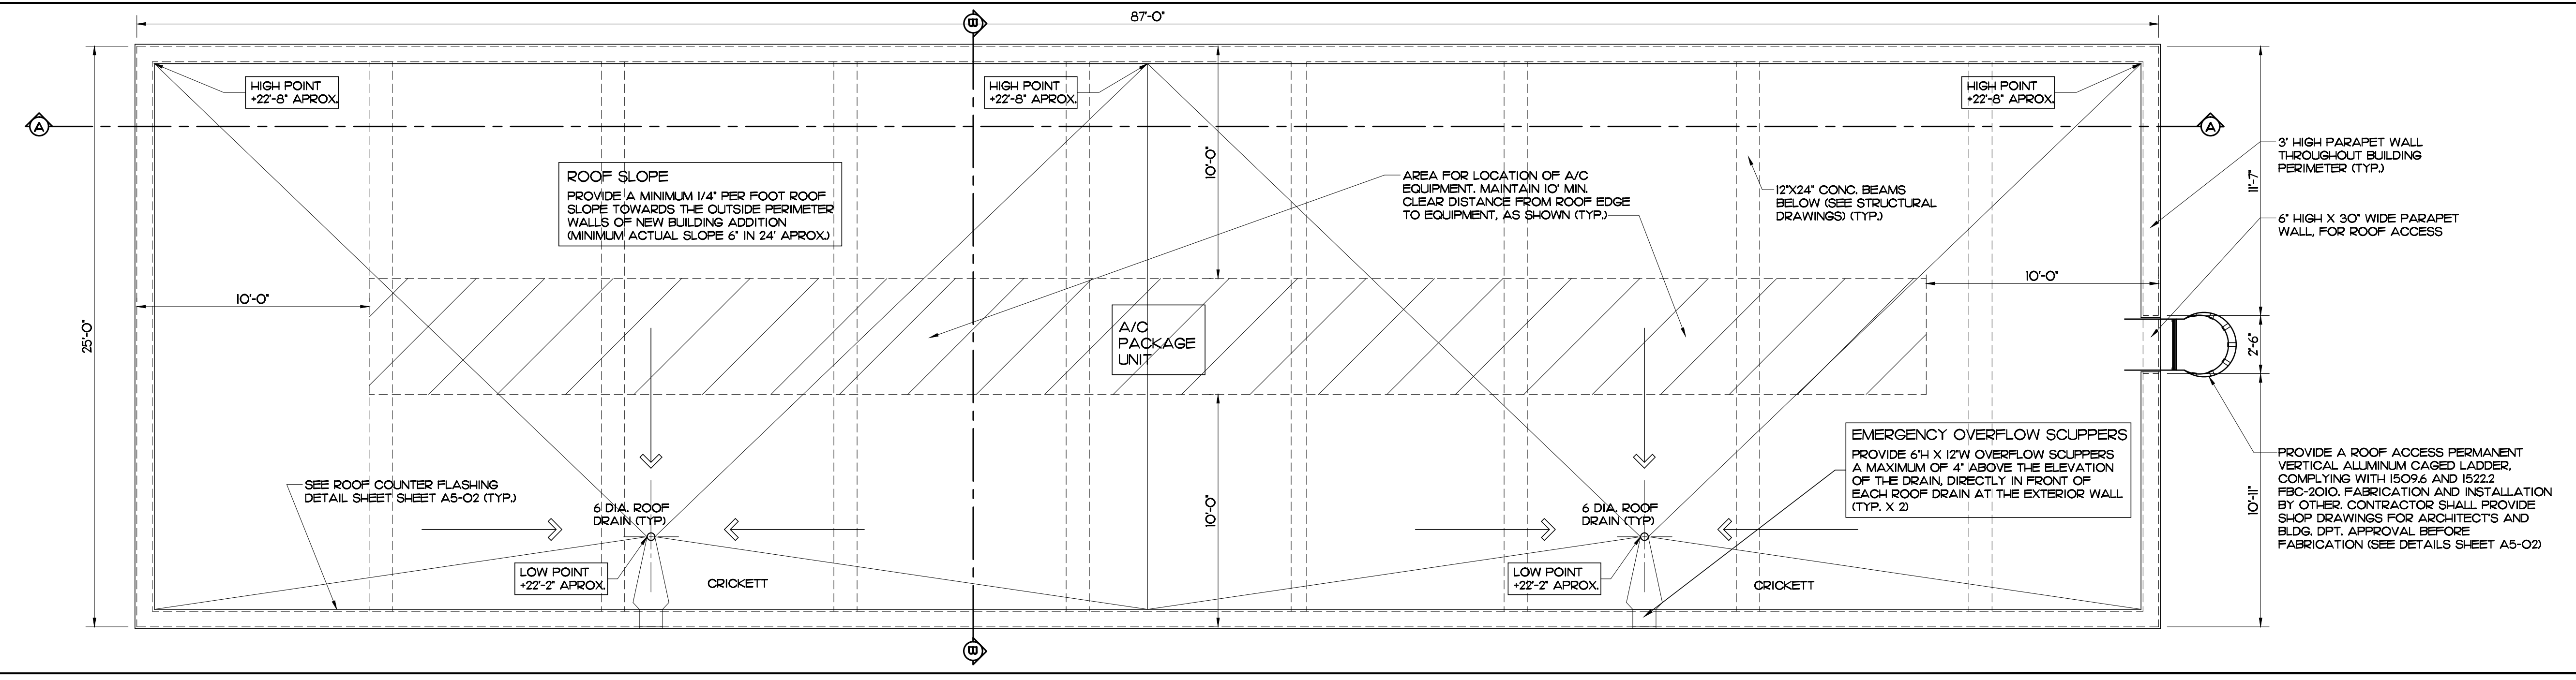 87'-0"
B
HIGH POINT
+22'-8" APROX.
HIGH POINT
+22'-8" APROX.
HIGH POINT
+22'-8" APROX.
A
A
3' HIGH PARAPET WALL
THROUGHOUT BUILDING
PERIMETER (TYP.)
11'-7"
10'-0"
ROOF SLOPE
PROVIDE A MINIMUM 1/4" PER FOOT ROOF
SLOPE TOWARDS THE OUTSIDE PERIMETER
WALLS OF NEW BUILDING ADDITION
(MINIMUM ACTUAL SLOPE 6" IN 24' APROX.)
AREA FOR LOCATION OF A/C
EQUIPMENT. MAINTAIN 10' MIN.
CLEAR DISTANCE FROM ROOF EDGE
TO EQUIPMENT, AS SHOWN (TYP.)
12"X24" CONC. BEAMS
BELOW (SEE STRUCTURAL
DRAWINGS) (TYP.)
6" HIGH X 30" WIDE PARAPET
WALL, FOR ROOF ACCESS
10'-0"
10'-0"
25'-0"
A/C
PACKAGE
UNIT
2'-6"
EMERGENCY OVERFLOW SCUPPERS
PROVIDE 6"H X 12"W OVERFLOW SCUPPERS
A MAXIMUM OF 4" ABOVE THE ELEVATION
OF THE DRAIN, DIRECTLY IN FRONT OF
EACH ROOF DRAIN AT THE EXTERIOR WALL
(TYP. X 2)
PROVIDE A ROOF ACCESS PERMANENT
VERTICAL ALUMINUM CAGED LADDER,
COMPLYING WITH 1509.6 AND 1522.2
FBC-2010. FABRICATION AND INSTALLATION
BY OTHER. CONTRACTOR SHALL PROVIDE
SHOP DRAWINGS FOR ARCHITECT'S AND
BLDG. DPT. APPROVAL BEFORE
FABRICATION (SEE DETAILS SHEET A5-02)
10'-11"
SEE ROOF COUNTER FLASHING
DETAIL SHEET SHEET A5-02 (TYP.)
6 DIA. ROOF
DRAIN (TYP)
10'-0"
6 DIA. ROOF
DRAIN (TYP)
LOW POINT
+22'-2" APROX.
CRICKETT
LOW POINT
+22'-2" APROX.
CRICKETT
B